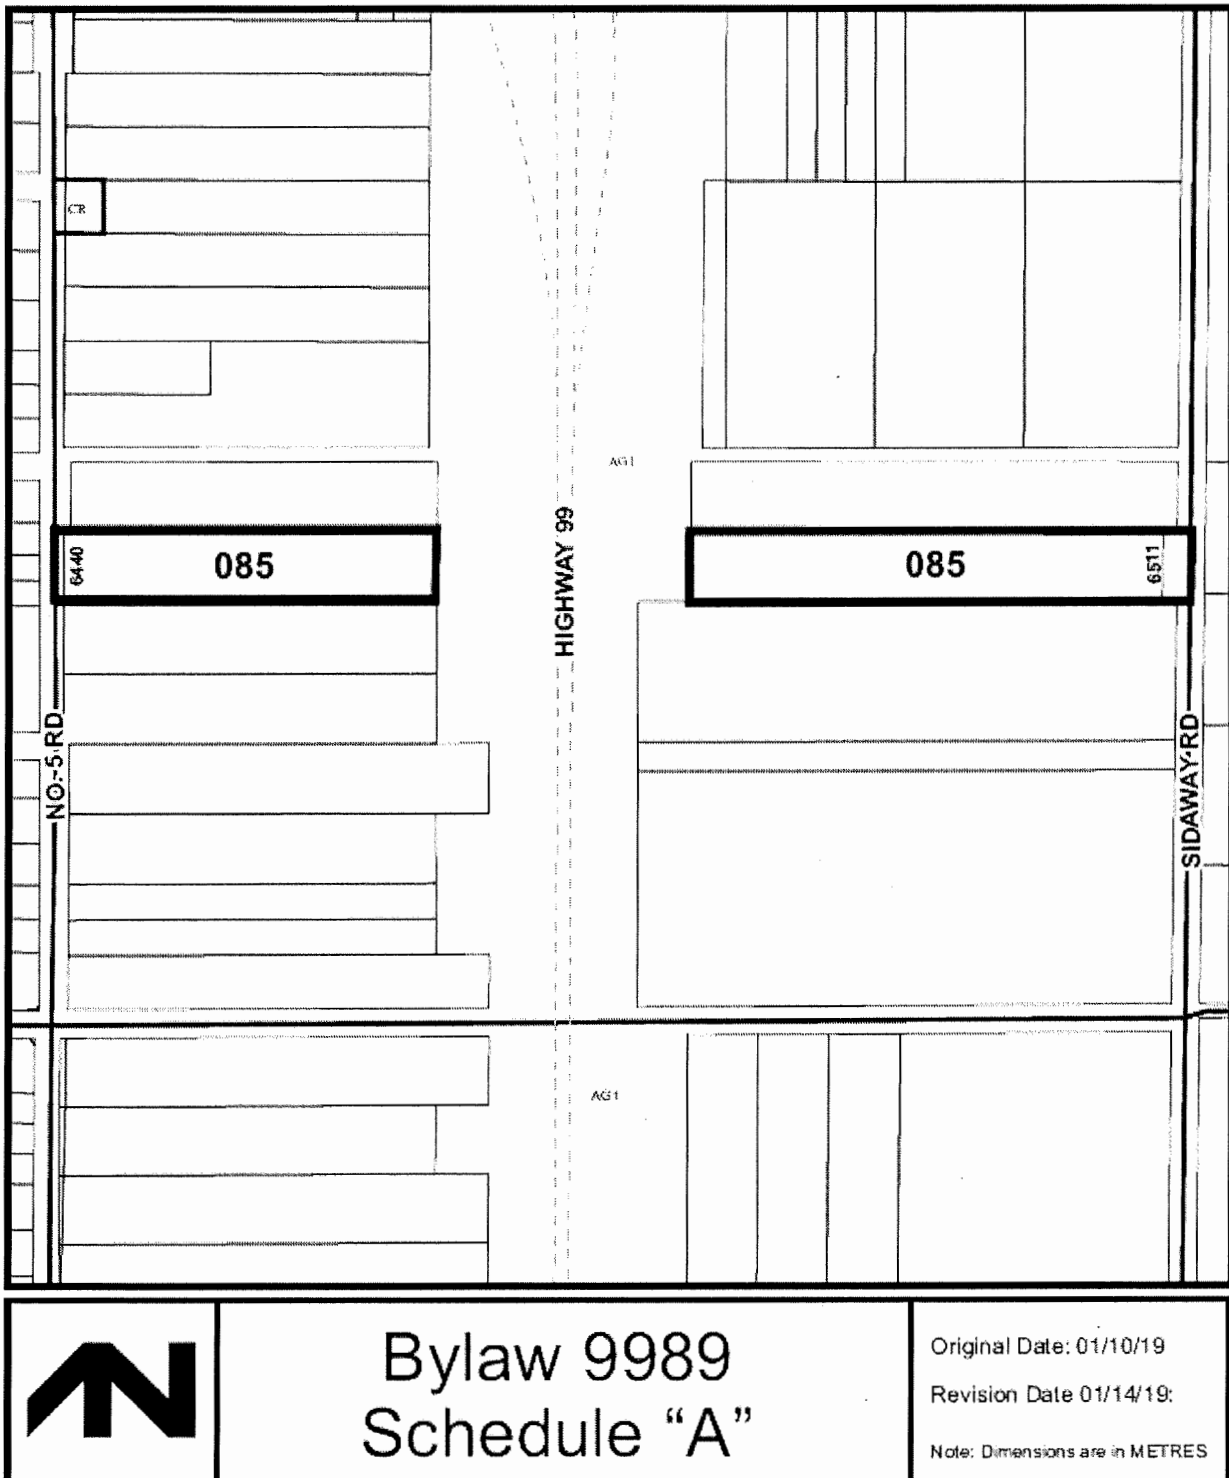 CR
AG1
6440
085
HIGHWAY 99
085
6511
NO. 5 RD
SIDAWAY RD
AG1
Bylaw 9989
Schedule “A”
Original Date: 01/10/19
Revision Date 01/14/19:
Note: Dimensions are in METRES